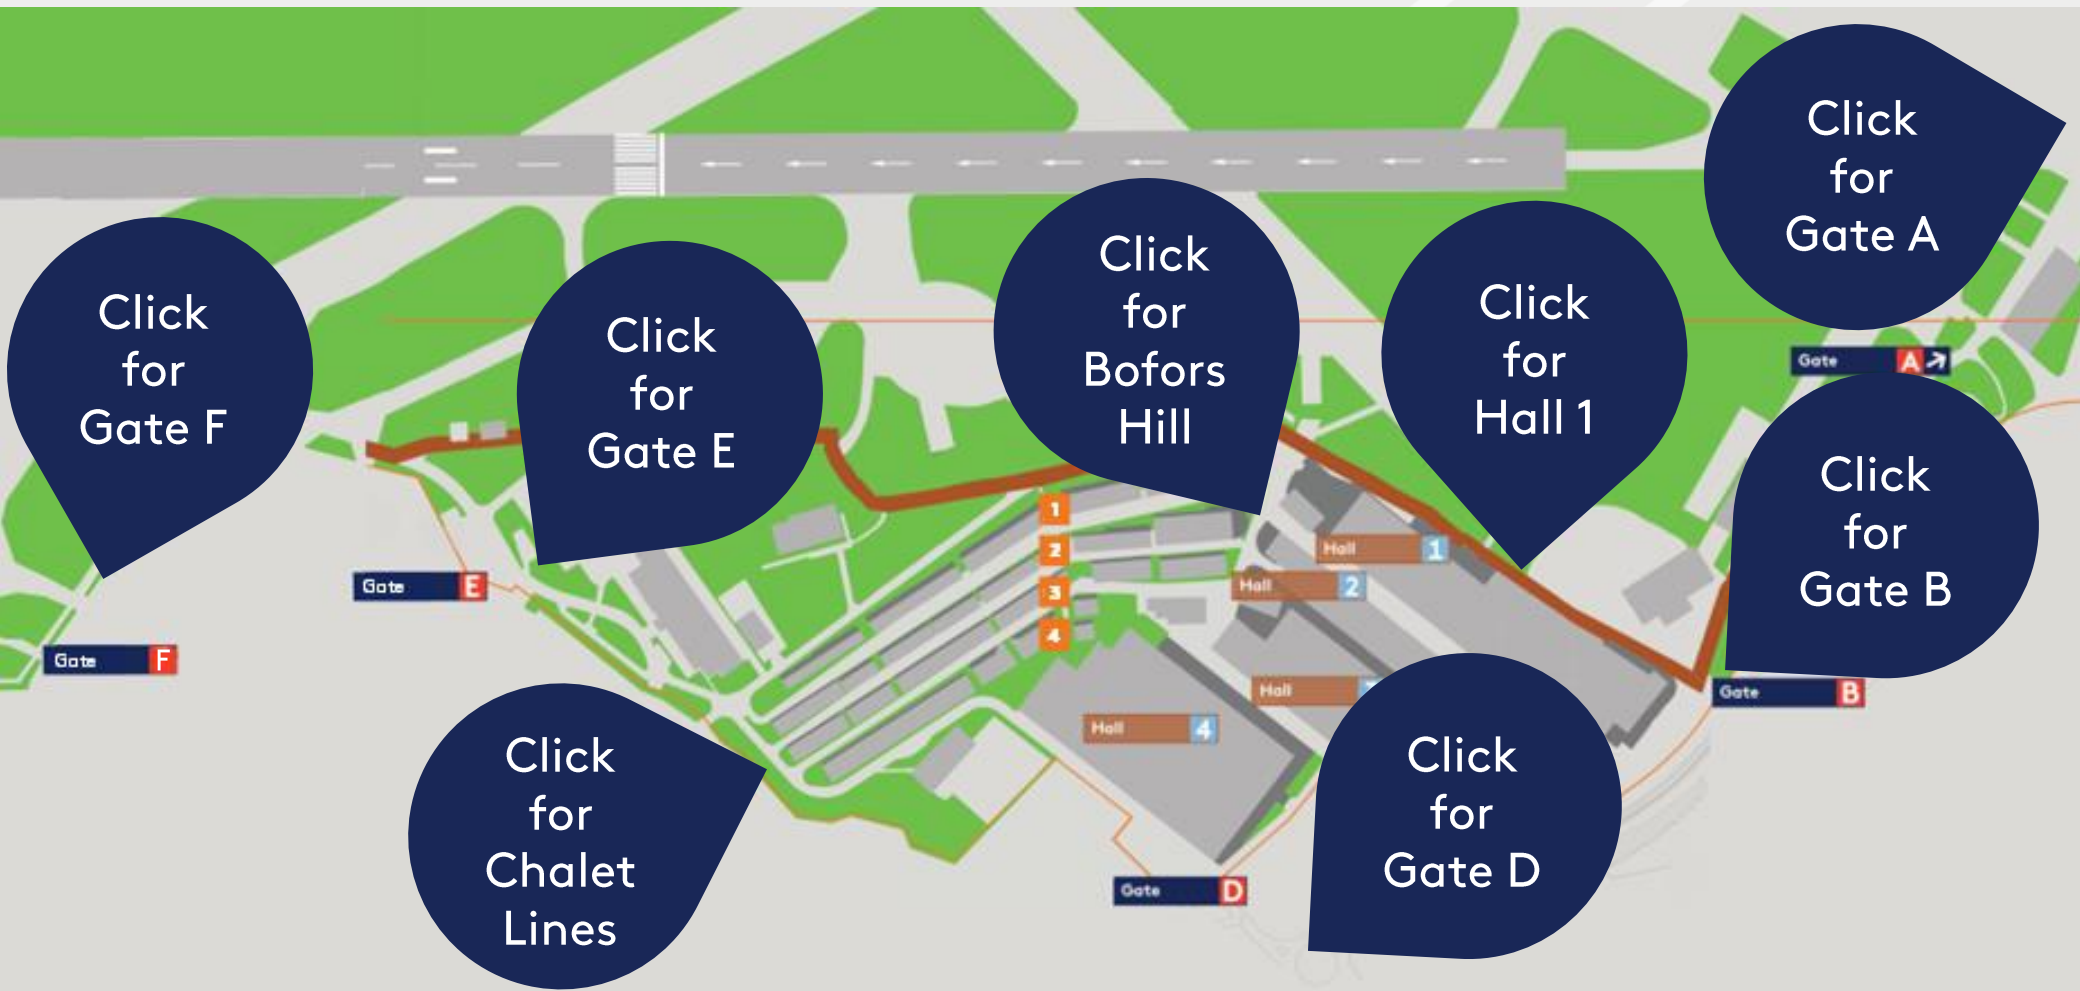 Click
for
Gate A
Click
for
Bofors
Hill
Click
for
Hall 1
Click
for
Gate F
Click
for
Gate E
Gate A
Click
for
Gate B
1
2
3
4
Hall 1
Hall 2
Gate E
Gate F
Hall
Gate B
Hall 4
Click
for
Chalet
Lines
Click
for
Gate D
Gate D